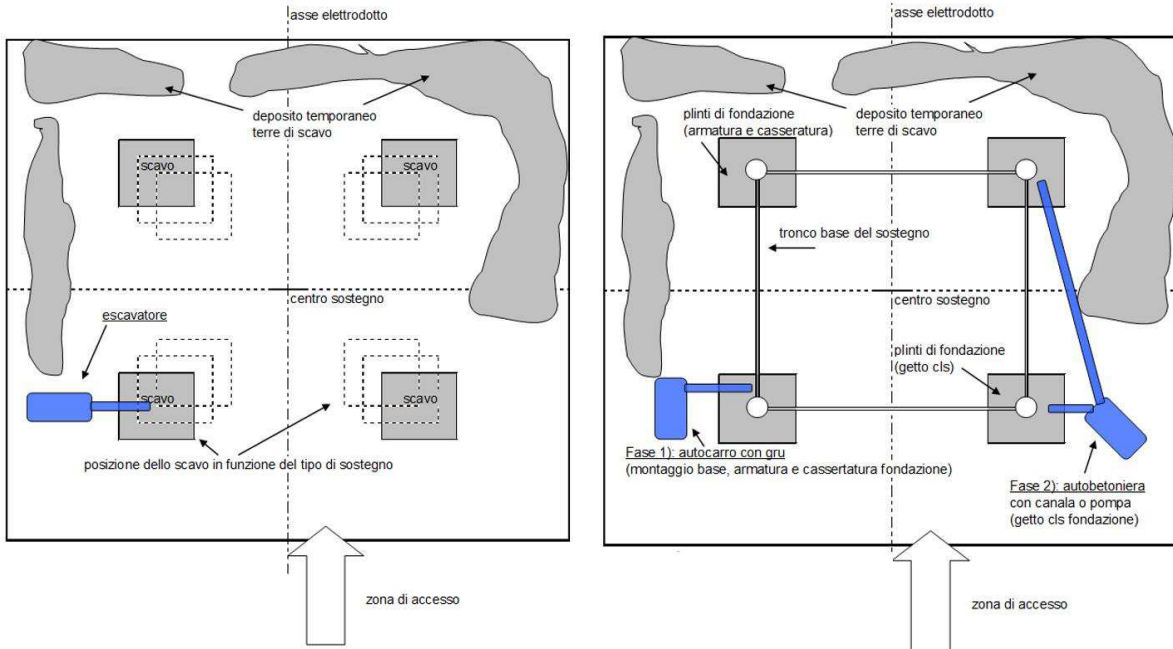 asse elettrodotto
deposito temporaneo
terre di scavo
scavo
scavo
centro sostegno
escavatore
scavo
scavo
posizione dello scavo in funzione del tipo di sostegno
zona di accesso
asse elettrodotto
plinti di fondazione
(armatura e casseratura)
deposito temporaneo
terre di scavo
tronco base del sostegno
centro sostegno
plinti di fondazione
(getto cls)
Fase 1): autocarro con gru
(montaggio base, armatura e cassertatura fondazione)
Fase 2): autobetoniera
con canala o pompa
(getto cls fondazione)
zona di accesso